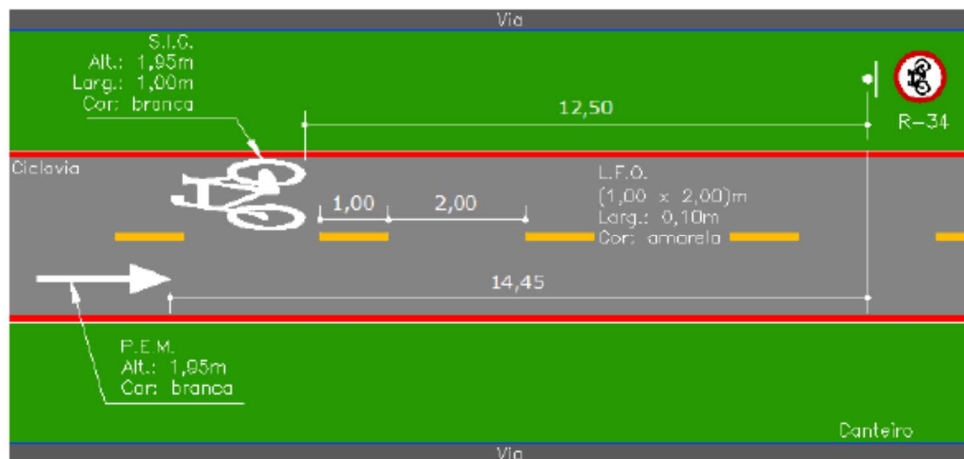 Via
S.I.C.
Alt.: 1,95m
Larg.: 1,00m
Cor: branca
12,50
R-34
Ciclovia
1,00
2,00
L.F.O.
(1,00 x 2,00)m
Larg.: 0,10m
Cor: amarela
14,45
P.E.M.
Alt.: 1,95m
Cor: branca
Canteiro
Via